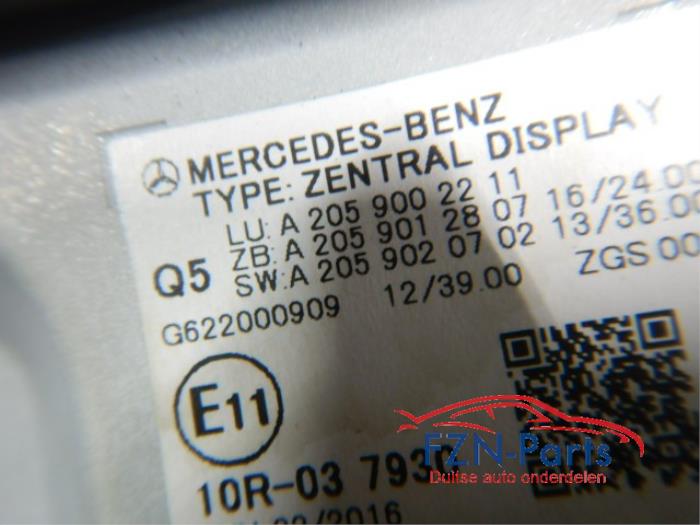 MERCEDES-BENZ
TYPE: ZENTRAL DISPLAY
LU: A 205 900 22 11
ZB: A 205 901 28 07 16/24.00
Q5 SW:A 205 902 07 02 13/36.00
G622000909 12/39.00 ZGS 00
E11
10R-03 793
FZN-Parts
Duitse auto onderdelen
/2016